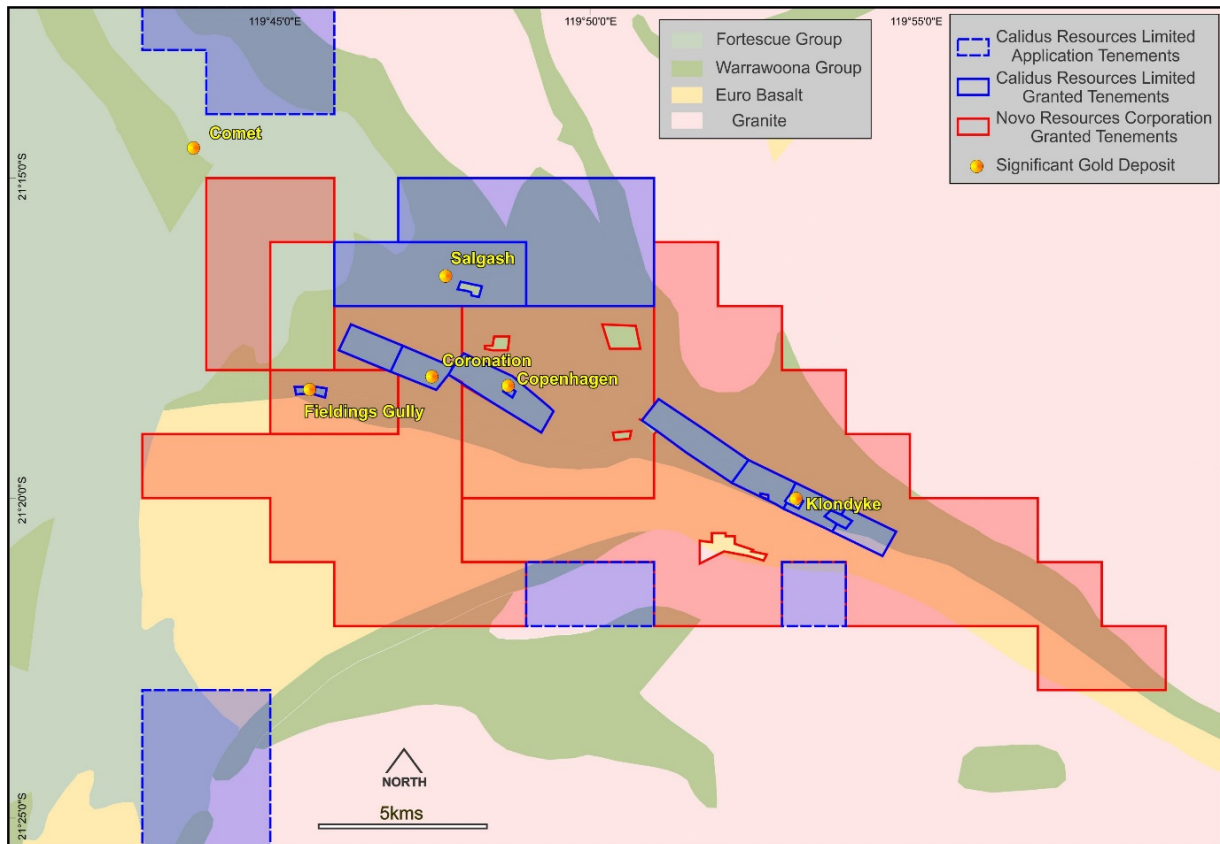 119°45'0"E
119°50'0"E
119°55'0"E
Fortescue Group
Warrawoona Group
Euro Basalt
Granite
Calidus Resources Limited
Application Tenements
Calidus Resources Limited
Granted Tenements
Novo Resources Corporation
Granted Tenements
Significant Gold Deposit
Comet
21°15'0"S
Salgash
Coronation
Copenhagen
Fieldings Gully
21°20'0"S
Klondyke
NORTH
5kms
21°25'0"S